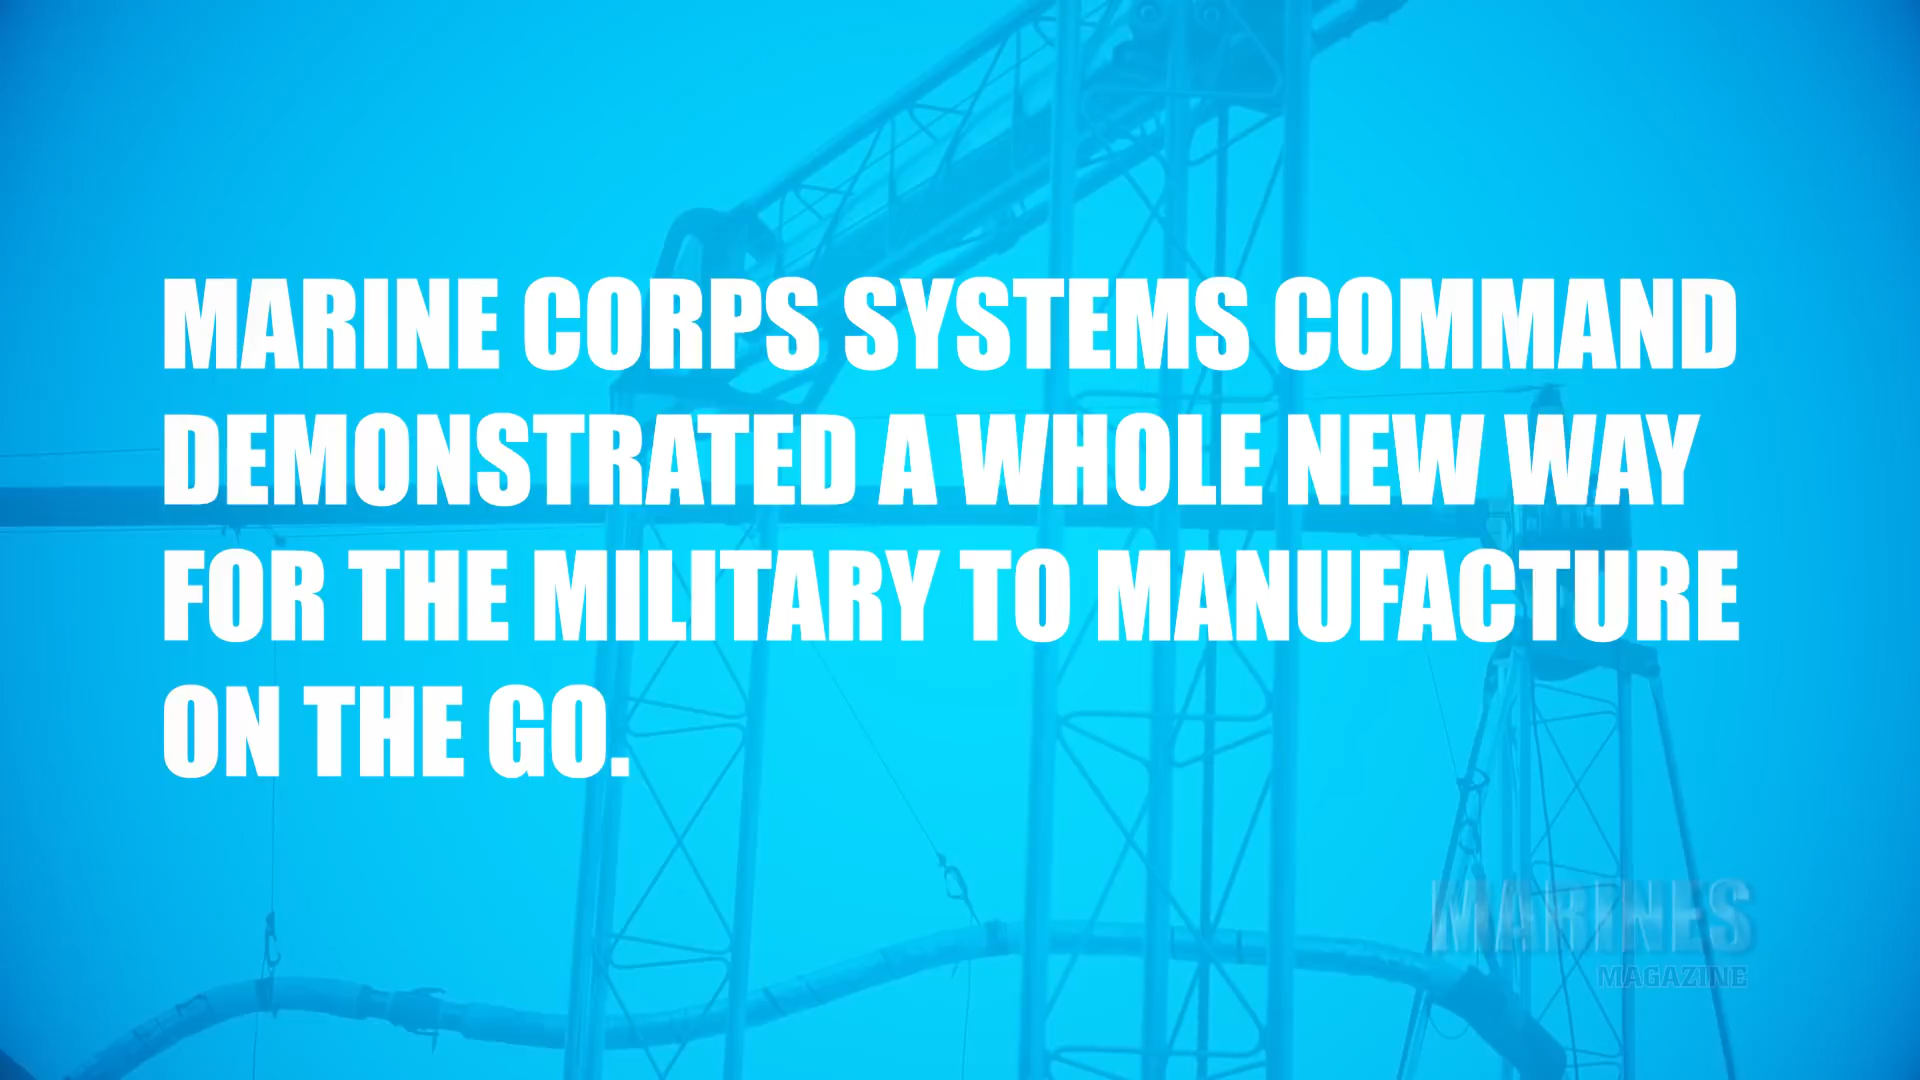 MARINE CORPS SYSTEMS COMMAND
DEMONSTRATED A WHOLE NEW WAY
FOR THE MILITARY TO MANUFACTURE
ON THE GO.
MARINES
MAGAZINE